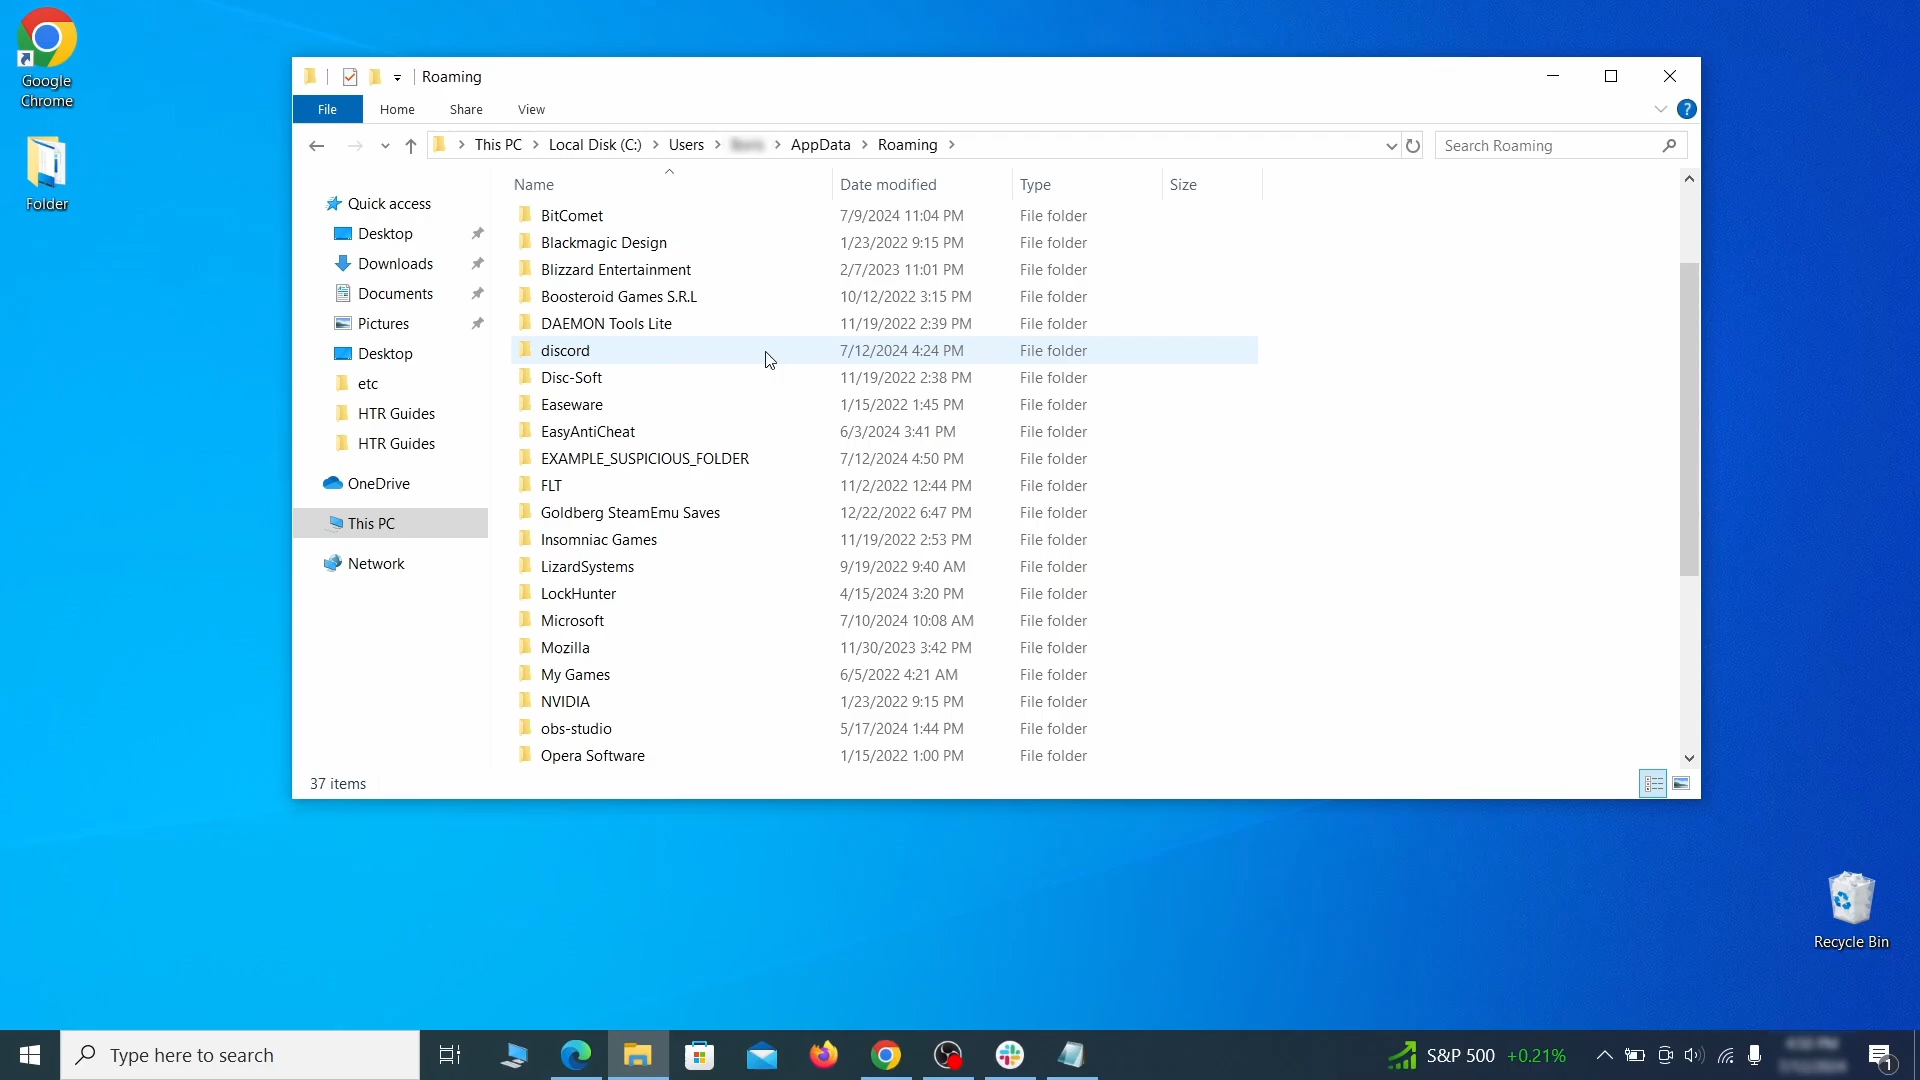 Google
Chrome
Folder
Roaming
File Home Share View
This PC Local Disk (C:) Users AppData Roaming
Search Roaming
Name Date modified Type Size
Quick access
Desktop
Downloads
Documents
Pictures
Desktop
etc
HTR Guides
HTR Guides
OneDrive
This PC
Network
BitComet 7/9/2024 11:04 PM File folder
Blackmagic Design 1/23/2022 9:15 PM File folder
Blizzard Entertainment 2/7/2023 11:01 PM File folder
Boosteroid Games S.R.L 10/12/2022 3:15 PM File folder
DAEMON Tools Lite 11/19/2022 2:39 PM File folder
discord 7/12/2024 4:24 PM File folder
Disc-Soft 11/19/2022 2:38 PM File folder
Easeware 1/15/2022 1:45 PM File folder
EasyAntiCheat 6/3/2024 3:41 PM File folder
EXAMPLE_SUSPICIOUS_FOLDER 7/12/2024 4:50 PM File folder
FLT 11/2/2022 12:44 PM File folder
Goldberg SteamEmu Saves 12/22/2022 6:47 PM File folder
Insomniac Games 11/19/2022 2:53 PM File folder
LizardSystems 9/19/2022 9:40 AM File folder
LockHunter 4/15/2024 3:20 PM File folder
Microsoft 7/10/2024 10:08 AM File folder
Mozilla 11/30/2023 3:42 PM File folder
My Games 6/5/2022 4:21 AM File folder
NVIDIA 1/23/2022 9:15 PM File folder
obs-studio 5/17/2024 1:44 PM File folder
Opera Software 1/15/2022 1:00 PM File folder
37 items
Recycle Bin
Type here to search
S&P 500 +0.21%
1